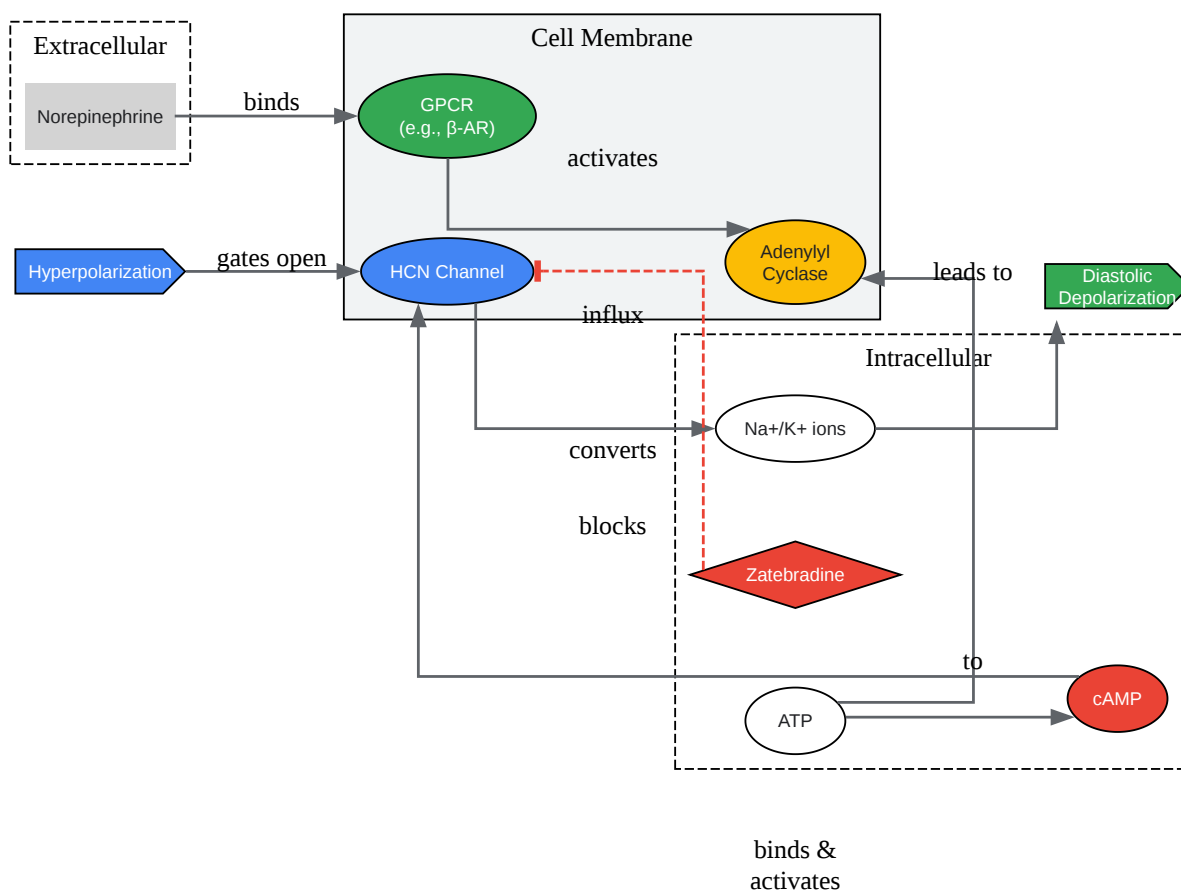 Extracellular
Cell Membrane
Norepinephrine
binds
GPCR
(e.g., β-AR)
activates
Hyperpolarization
gates open
HCN Channel
Adenylyl
Cyclase
leads to
Diastolic
Depolarization
influx
Intracellular
Na+/K+ ions
converts
blocks
Zatebradine
to
cAMP
ATP
binds &
activates